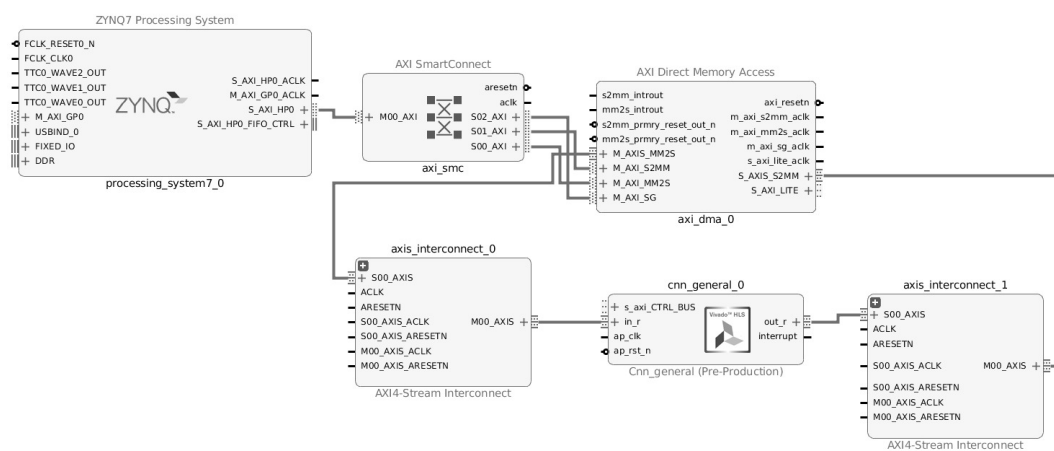 ZYNQ7 Processing System
FCLK_RESET0_N
FCLK_CLK0
TTC0_WAVE2_OUT
TTC0_WAVE1_OUT
TTC0_WAVE0_OUT
M_AXI_GP0
USBIND_0
FIXED_IO
DDR
ZYNQ
S_AXI_HP0_ACLK
M_AXI_GP0_ACLK
S_AXI_HP0
S_AXI_HP0_FIFO_CTRL
processing_system7_0
AXI SmartConnect
M00_AXI
aresetn
aclk
S02_AXI
S01_AXI
S00_AXI
axi_smc
AXI Direct Memory Access
s2mm_introut
mm2s_introut
s2mm_prmry_reset_out_n
mm2s_prmry_reset_out_n
M_AXIS_MM2S
M_AXI_S2MM
M_AXI_MM2S
M_AXI_SG
axi_resetn
m_axi_s2mm_aclk
m_axi_mm2s_aclk
m_axi_sg_aclk
s_axi_lite_aclk
S_AXIS_S2MM
S_AXI_LITE
axi_dma_0
axis_interconnect_0
S00_AXIS
ACLK
ARESETN
S00_AXIS_ACLK
S00_AXIS_ARESETN
M00_AXIS_ACLK
M00_AXIS_ARESETN
M00_AXIS
AXI4-Stream Interconnect
cnn_general_0
s_axi_CTRL_BUS
in_r
ap_clk
ap_rst_n
Vivado™ HLS
out_r
interrupt
Cnn_general (Pre-Production)
axis_interconnect_1
S00_AXIS
ACLK
ARESETN
S00_AXIS_ACLK
S00_AXIS_ARESETN
M00_AXIS_ACLK
M00_AXIS_ARESETN
M00_AXIS
AXI4-Stream Interconnect